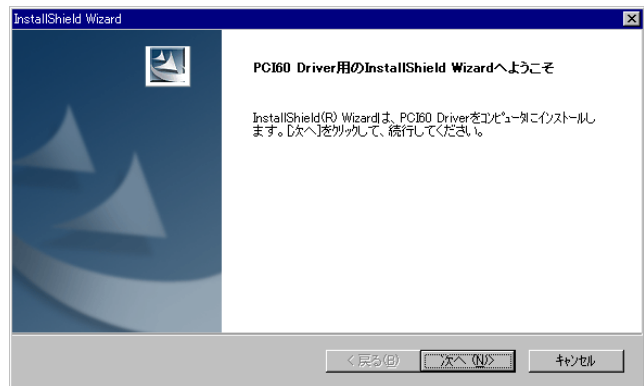 InstallShield Wizard
PCI60 Driver用のInstallShield Wizardへようこそ
InstallShield(R) Wizardは、PCI60 Driverをｺﾝﾋﾟｭｰﾀにインストールし
ます。[次へ]をｸﾘｯｸして、続行してください。
< 戻る(B)
次へ (N)>
ｷｬﾝｾﾙ